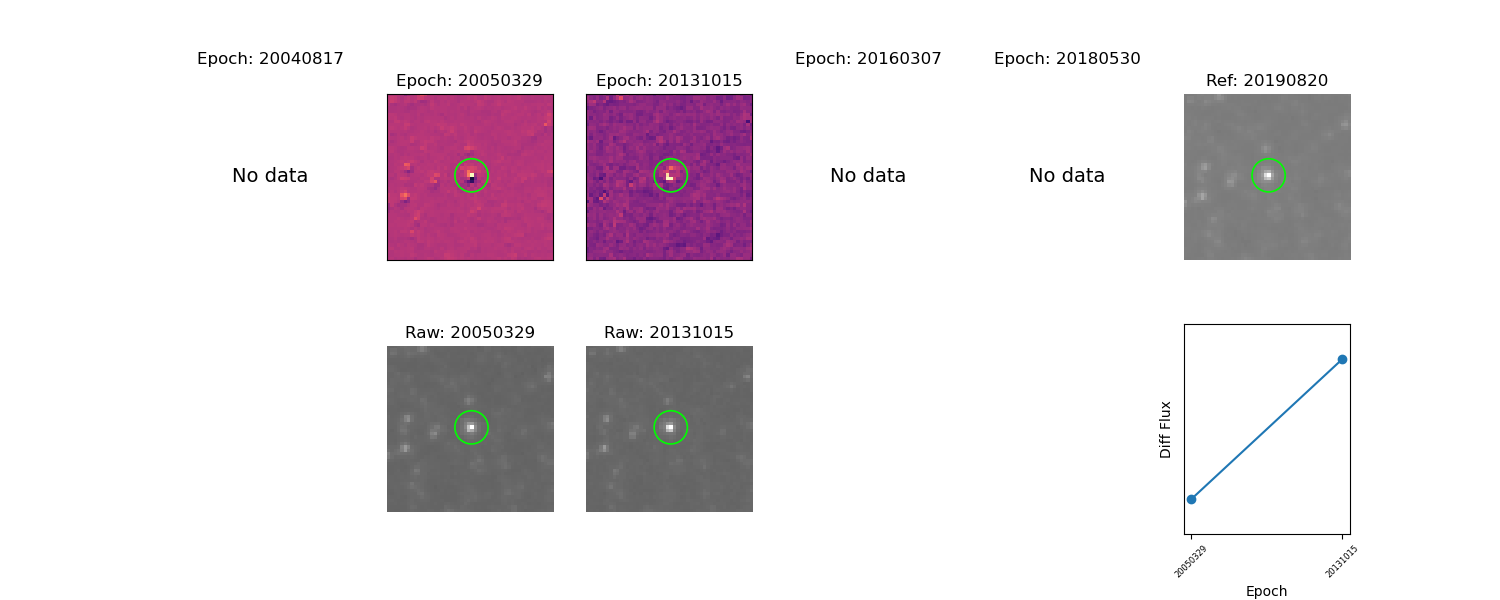 Epoch: 20040817
Epoch: 20050329
Epoch: 20131015
Epoch: 20160307
Epoch: 20180530
Ref: 20190820
No data
No data
No data
Raw: 20050329
Raw: 20131015
Diff Flux
20050329
20131015
Epoch